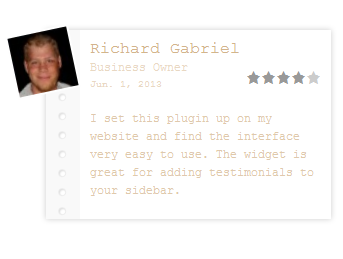 Richard Gabriel
Business Owner
Jun. 1, 2013
I set this plugin up on my
website and find the interface
very easy to use. The widget is
great for adding testimonials to
your sidebar.